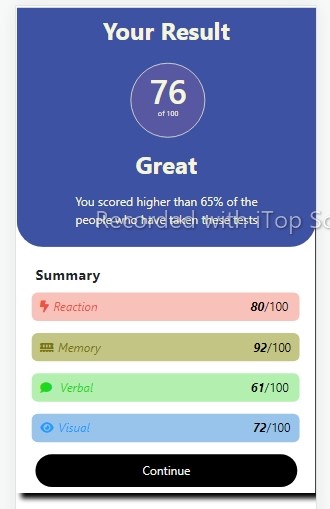 Your Result
76
of 100
Great
You scored higher than 65% of the
people who have taken these tests
Recorded with iTop Sc
Summary
Reaction 80/100
Memory 92/100
Verbal 61/100
Visual 72/100
Continue